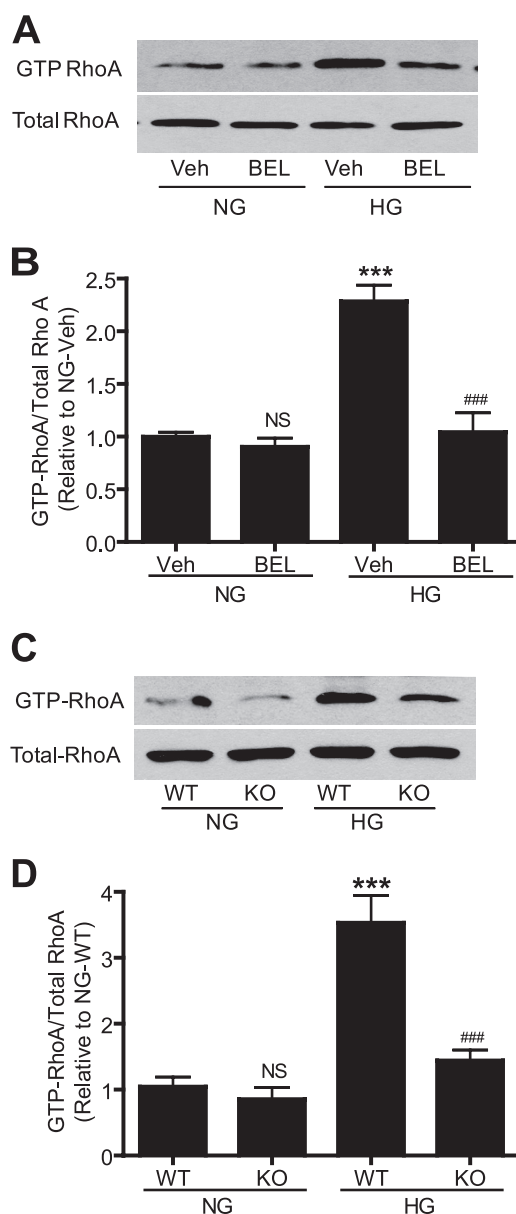 A
GTP RhoA
Total RhoA
Veh BEL Veh BEL
NG HG
B
GTP-RhoA/Total Rho A
(Relative to NG-Veh)
2.5
2.0
1.5
1.0
0.5
0.0
NS
***
###
Veh BEL Veh BEL
NG HG
C
GTP-RhoA
Total-RhoA
WT KO WT KO
NG HG
D
GTP-RhoA/Total RhoA
(Relative to NG-WT)
4
3
2
1
0
NS
***
###
WT KO WT KO
NG HG